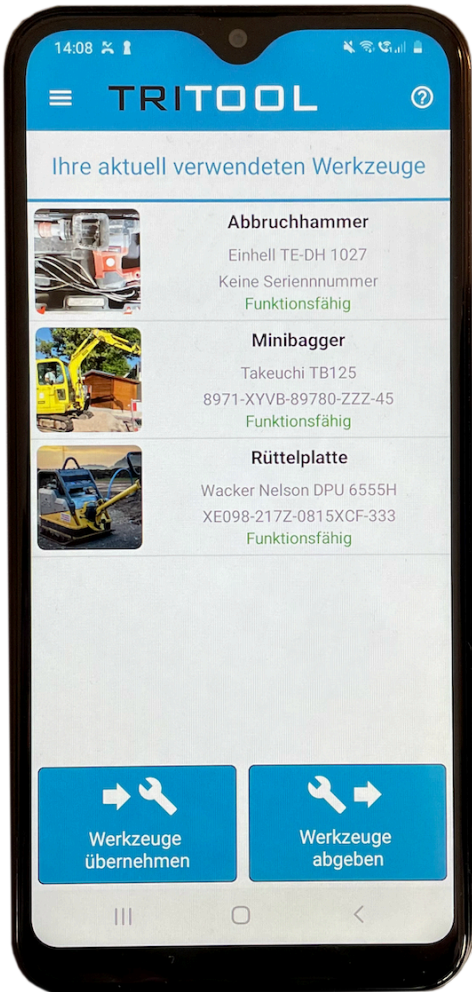 14:08
TRITOOL
Ihre aktuell verwendeten Werkzeuge
Abbruchhammer
Einhell TE-DH 1027
Keine Seriennnummer
Funktionsfähig
Minibagger
Takeuchi TB125
8971-XYVB-89780-ZZZ-45
Funktionsfähig
Rüttelplatte
Wacker Nelson DPU 6555H
XE098-217Z-0815XCF-333
Funktionsfähig
Werkzeuge
übernehmen
Werkzeuge
abgeben